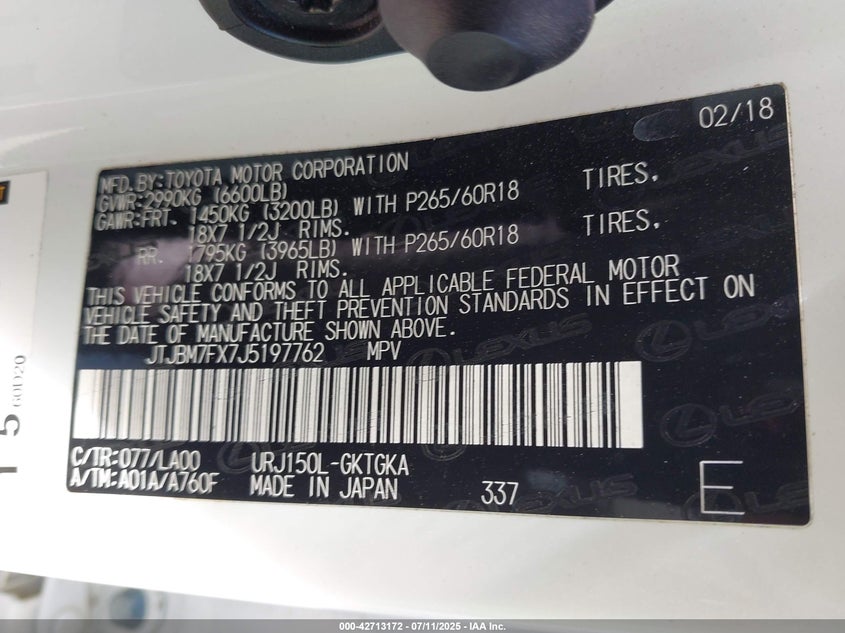 02/18
MFD.BY:TOYOTA MOTOR CORPORATION
GVWR:2990KG (6600LB)
GAWR:FRT. 1450KG (3200LB) WITH P265/60R18 TIRES,
18X7 1/2J RIMS.
RR. 1795KG (3965LB) WITH P265/60R18 TIRES,
18X7 1/2J RIMS.
THIS VEHICLE CONFORMS TO ALL APPLICABLE FEDERAL MOTOR
VEHICLE SAFETY AND THEFT PREVENTION STANDARDS IN EFFECT ON
THE DATE OF MANUFACTURE SHOWN ABOVE.
JTJBM7FX7J5197762 MPV
C/TR:077/LA00 URJ150L-GKTGKA
A/TM:A01A/A760F MADE IN JAPAN 337 E
LEXUS
LEXUS
60D20
15
000-42713172 - 07/11/2025 - IAA Inc.